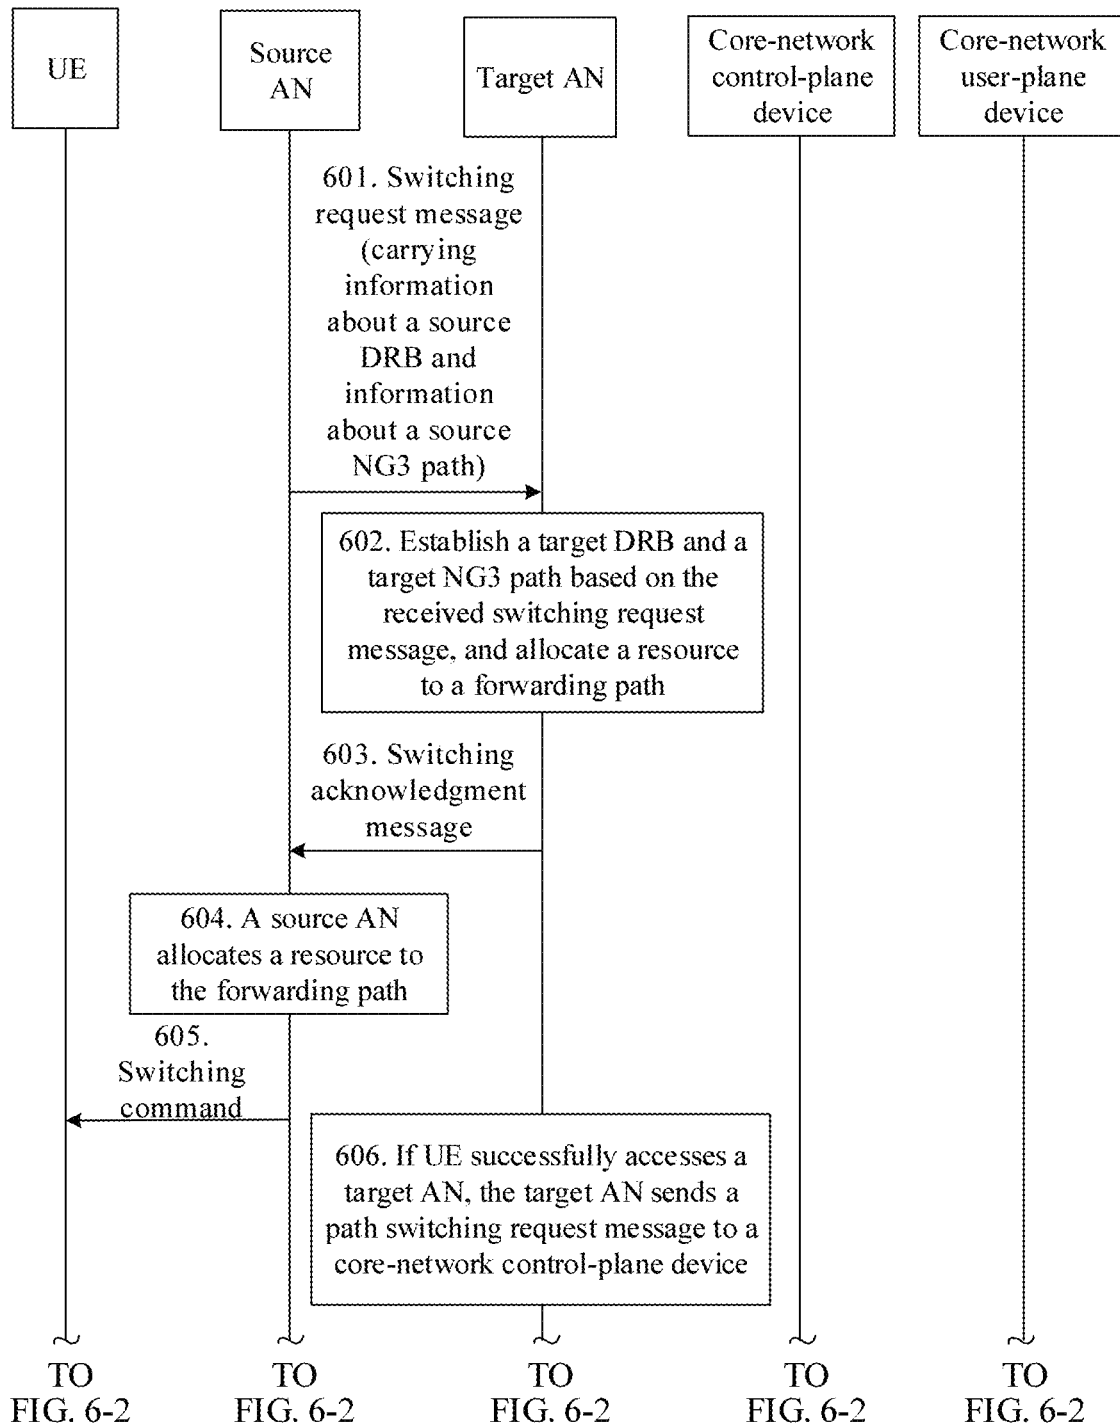 UE
Source
AN
Target AN
Core-network
control-plane
device
Core-network
user-plane
device
601. Switching
request message
(carrying
information
about a source
DRB and
information
about a source
NG3 path)
602. Establish a target DRB and a
target NG3 path based on the
received switching request
message, and allocate a resource
to a forwarding path
603. Switching
acknowledgment
message
604. A source AN
allocates a resource to
the forwarding path
605.
Switching
command
606. If UE successfully accesses a
target AN, the target AN sends a
path switching request message to a
core-network control-plane device
TO
FIG. 6-2
TO
FIG. 6-2
TO
FIG. 6-2
TO
FIG. 6-2
TO
FIG. 6-2